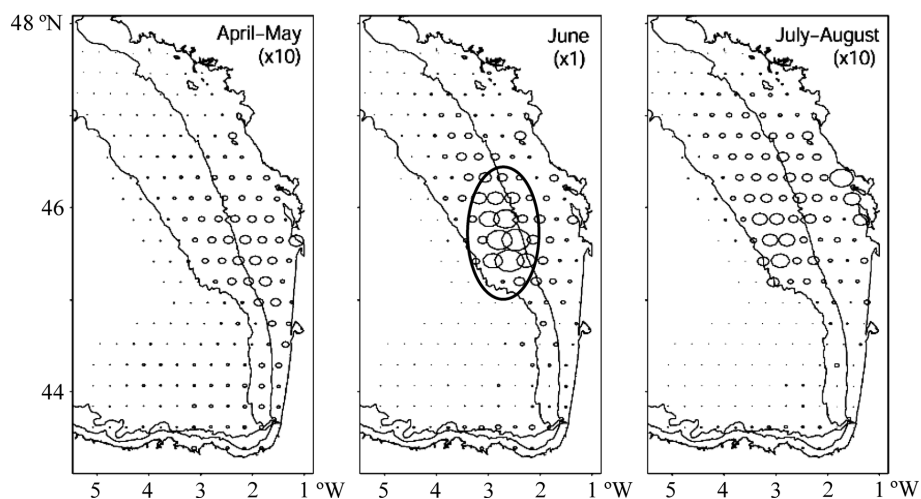 48 ºN
April–May
(x10)
June
(x1)
July–August
(x10)
46
44
5 4 3 2 1 ºW
5 4 3 2 1 ºW
5 4 3 2 1 ºW